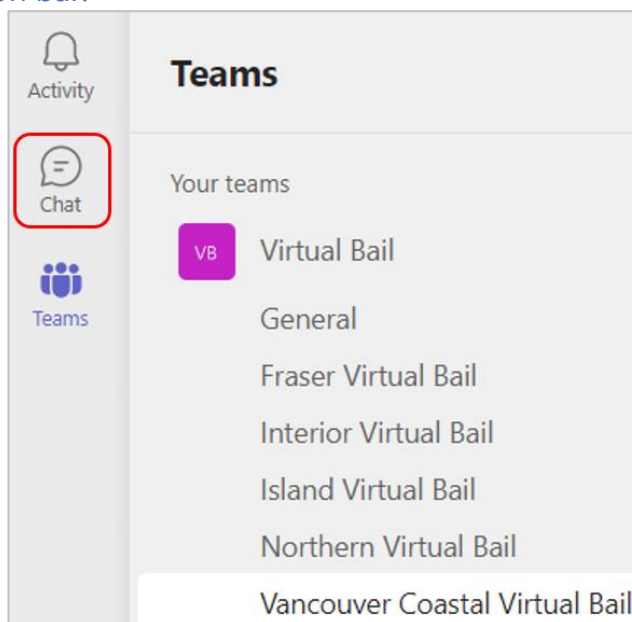 Activity
Chat
Teams
Teams
Your teams
VB Virtual Bail
General
Fraser Virtual Bail
Interior Virtual Bail
Island Virtual Bail
Northern Virtual Bail
Vancouver Coastal Virtual Bail